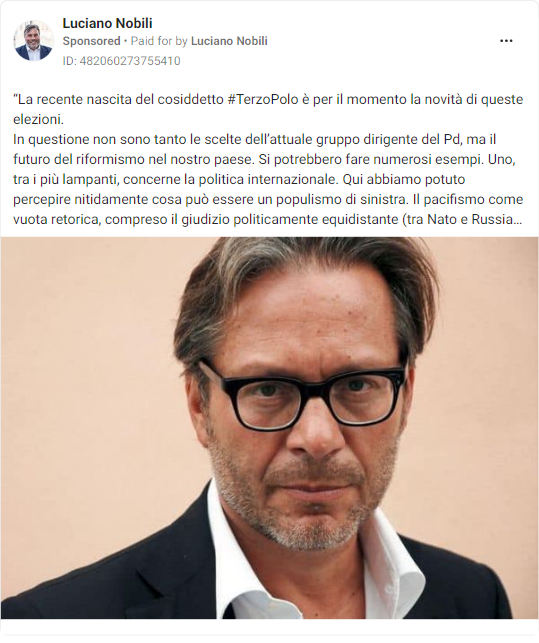 Luciano Nobili
Sponsored • Paid for by Luciano Nobili
ID: 482060273755410
“La recente nascita del cosiddetto #TerzoPolo è per il momento la novità di queste
elezioni.
In questione non sono tanto le scelte dell’attuale gruppo dirigente del Pd, ma il
futuro del riformismo nel nostro paese. Si potrebbero fare numerosi esempi. Uno,
tra i più lampanti, concerne la politica internazionale. Qui abbiamo potuto
percepire nitidamente cosa può essere un populismo di sinistra. Il pacifismo come
vuota retorica, compreso il giudizio politicamente equidistante (tra Nato e Russia...